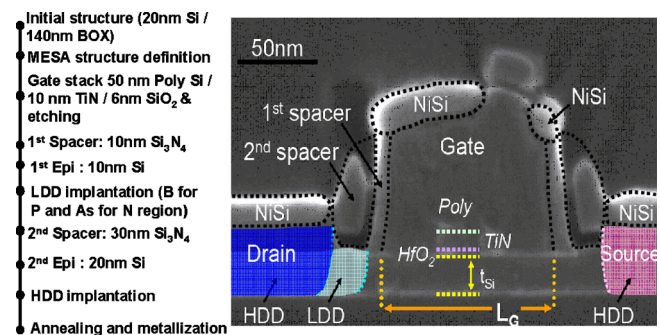 Initial structure (20nm Si /
140nm BOX)
MESA structure definition
Gate stack 50 nm Poly Si /
10 nm TiN / 6nm SiO2 &
etching
1st Spacer: 10nm Si3N4
1st Epi : 10nm Si
LDD implantation (B for
P and As for N region)
2nd Spacer: 30nm Si3N4
2nd Epi : 20nm Si
HDD implantation
Annealing and metallization
50nm
1st spacer
2nd spacer
NiSi
NiSi
Gate
Poly
HfO2
TiN
tSi
NiSi
NiSi
Drain
Source
HDD
LDD
LG
HDD